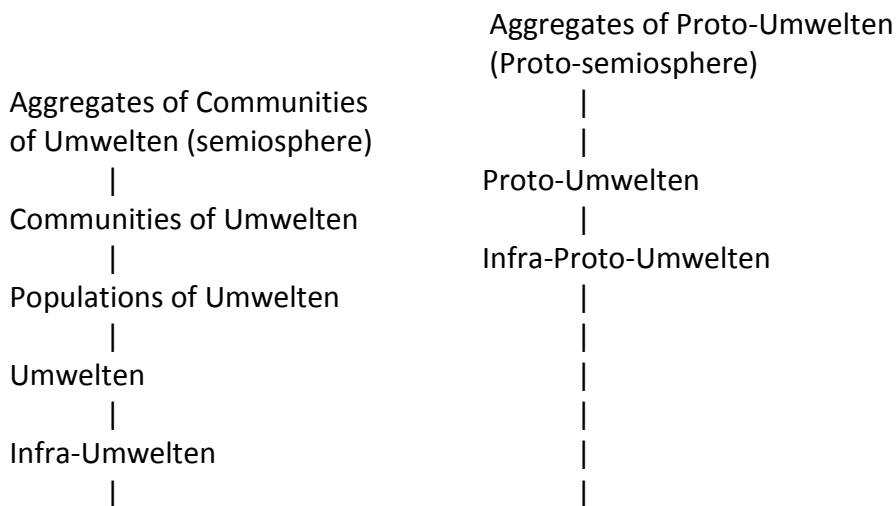 Aggregates of Proto-Umwelten
(Proto-semiosphere)
Aggregates of Communities
of Umwelten (semiosphere)
Proto-Umwelten
Communities of Umwelten
Infra-Proto-Umwelten
Populations of Umwelten
Umwelten
Infra-Umwelten